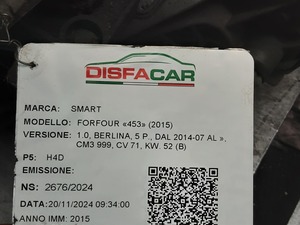 DISFACAR
MARCA: SMART
MODELLO: FORFOUR «453» (2015)
VERSIONE: 1.0, BERLINA, 5 P., DAL 2014-07 AL »,
CM3 999, CV 71, KW. 52 (B)
P5: H4D
EMISSIONE:
NS: 2676/2024
DATA:20/11/2024 09:34:00
ANNO IMM: 2015